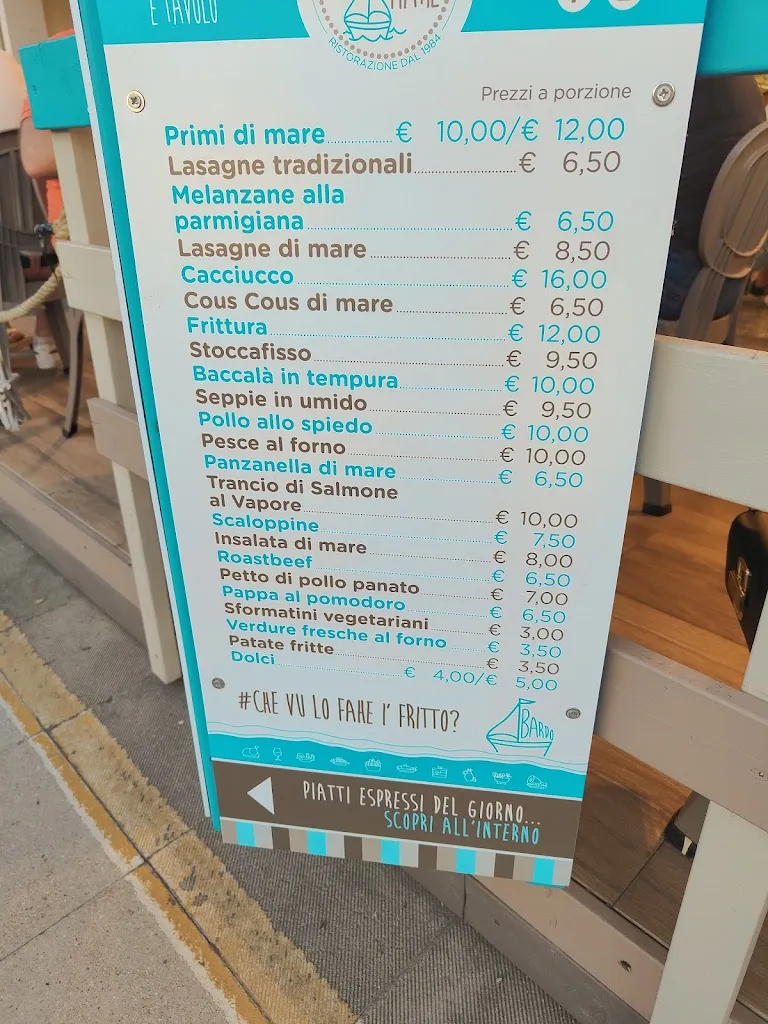 E TAVOLO
RISTORAZIONE DAL 1984
Prezzi a porzione
Primi di mare € 10,00/€ 12,00
Lasagne tradizionali € 6,50
Melanzane alla
parmigiana € 6,50
Lasagne di mare € 8,50
Cacciucco € 16,00
Cous Cous di mare € 6,50
Frittura € 12,00
Stoccafisso € 9,50
Baccalà in tempura € 10,00
Seppie in umido € 9,50
Pollo allo spiedo € 10,00
Pesce al forno € 10,00
Panzanella di mare € 6,50
Trancio di Salmone
al Vapore € 10,00
Scaloppine € 7,50
Insalata di mare € 8,00
Roastbeef € 6,50
Petto di pollo panato € 7,00
Pappa al pomodoro € 6,50
Sformatini vegetariani € 3,00
Verdure fresche al forno € 3,50
Patate fritte € 3,50
Dolci € 4,00/€ 5,00
#CHE VU LO FAHE I' FRITTO?
BARDO
PIATTI ESPRESSI DEL GIORNO...
SCOPRI ALL'INTERNO